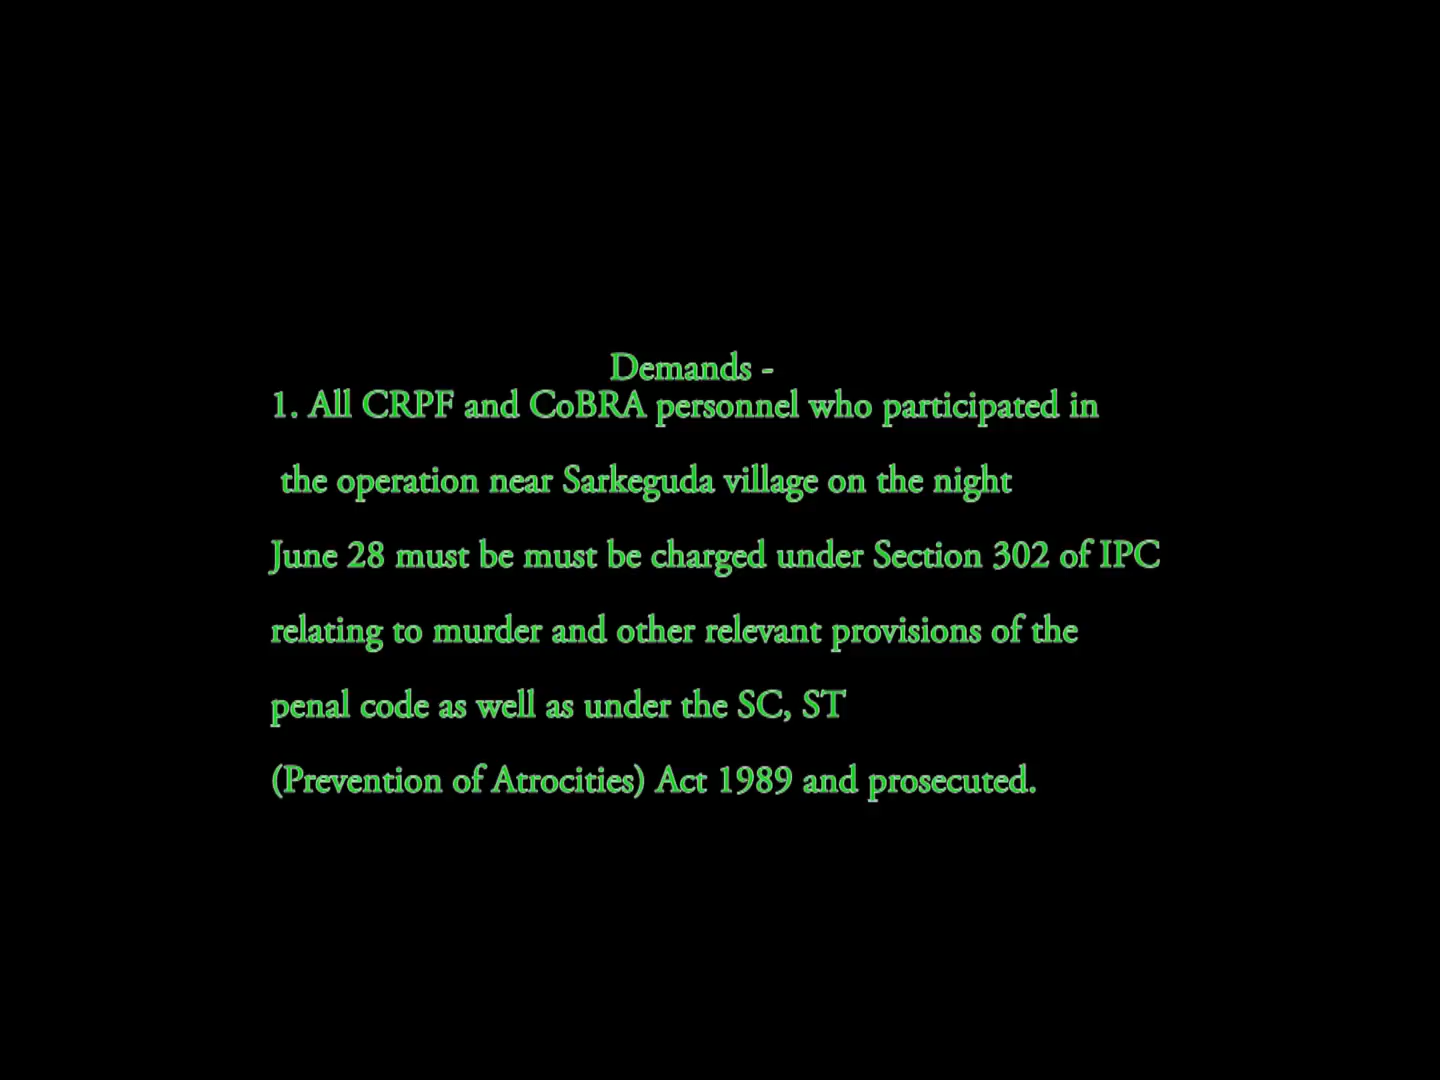 Demands -
1. All CRPF and CoBRA personnel who participated in
the operation near Sarkeguda village on the night
June 28 must be must be charged under Section 302 of IPC
relating to murder and other relevant provisions of the
penal code as well as under the SC, ST
(Prevention of Atrocities) Act 1989 and prosecuted.